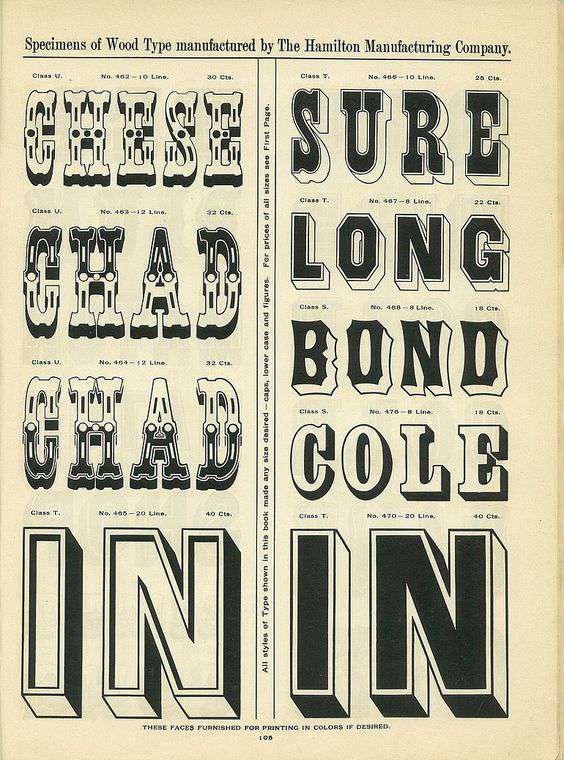 Specimens of Wood Type manufactured by The Hamilton Manufacturing Company.
Class U. No. 462—10 Line. 30 Cts.
CHESE
Class U. No. 463—12 Line. 32 Cts.
CHAD
Class U. No. 464—12 Line. 32 Cts.
CHAD
Class T. No. 465—20 Line. 40 Cts.
IN
All styles of Type shown in this book made any size desired—caps, lower case and figures. For prices of all sizes see First Page.
Class T. No. 466—10 Line. 25 Cts.
SURE
Class T. No. 467—8 Line. 22 Cts.
LONG
Class S. No. 468—8 Line. 18 Cts.
BOND
Class S. No. 476—8 Line. 18 Cts.
COLE
Class T. No. 470—20 Line. 40 Cts.
IN
THESE FACES FURNISHED FOR PRINTING IN COLORS IF DESIRED.
108